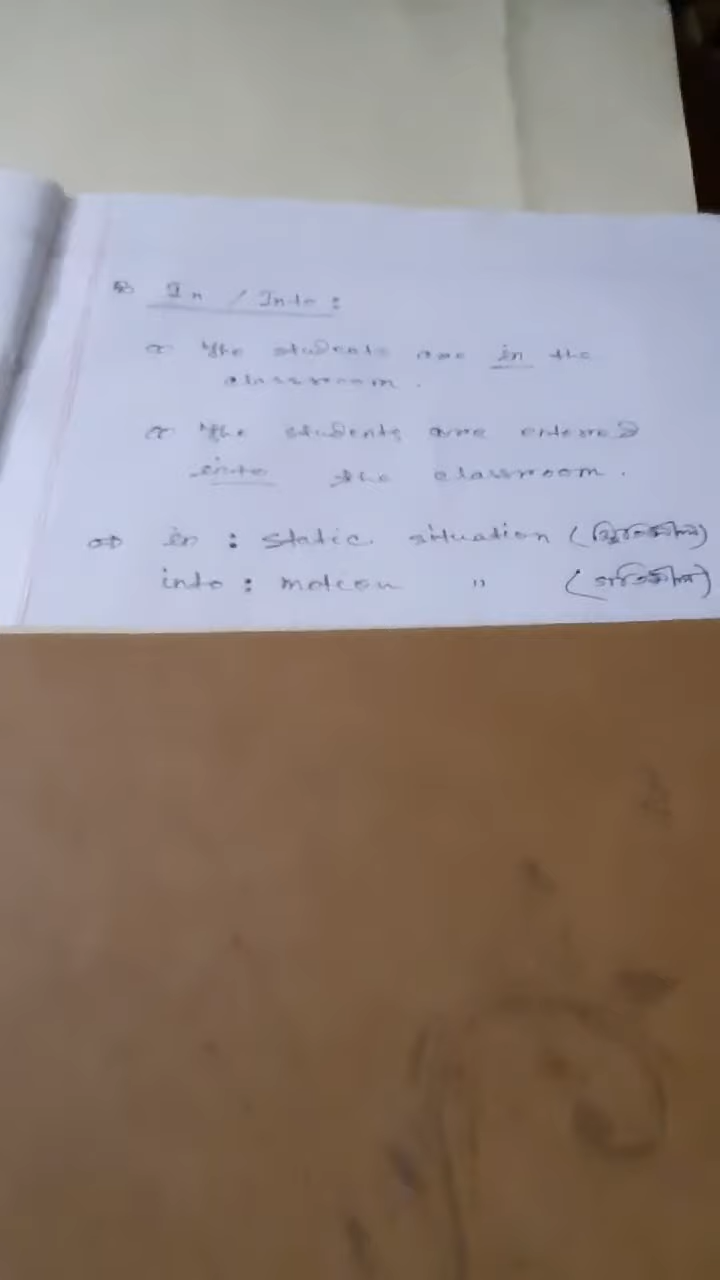 In / Into :
The students are in the
classroom .
The students are entered
into the classroom .
⇒ in : static situation (স্থিতিশীল)
into : motion " (গতিশীল)